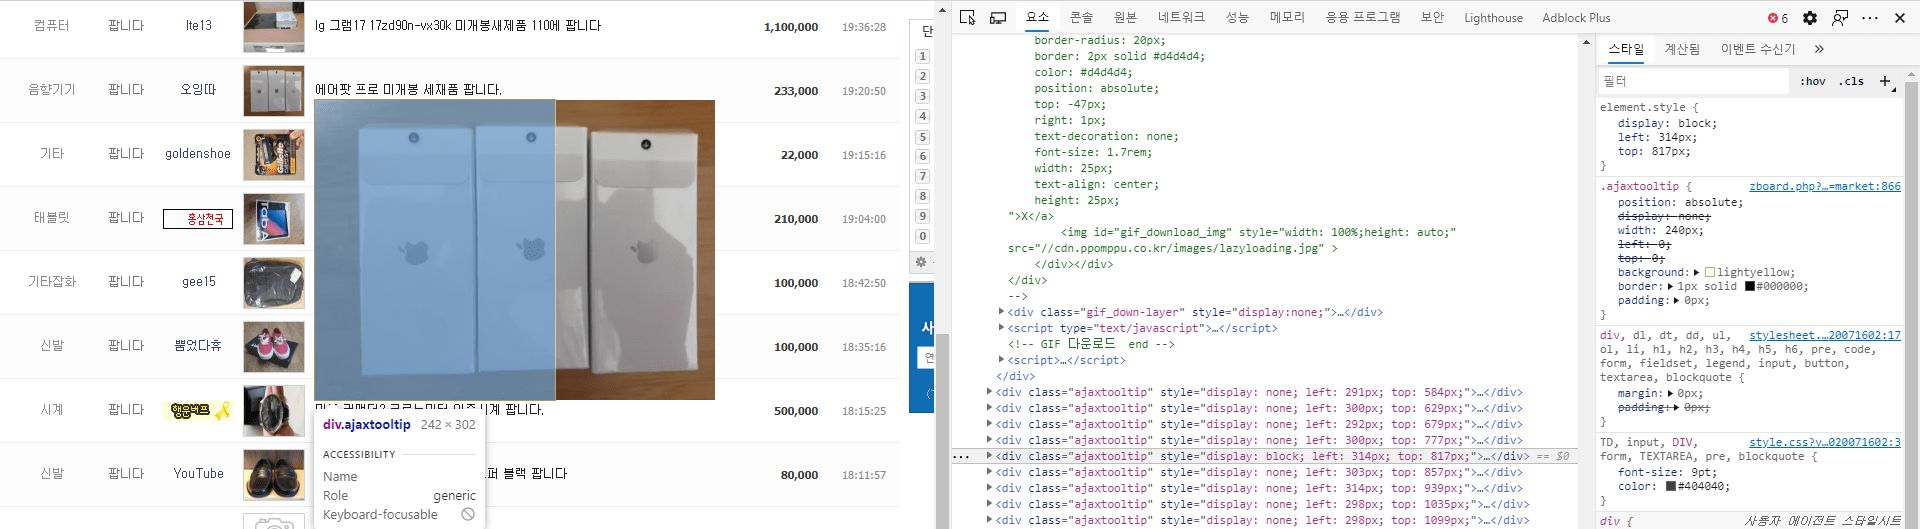 컴퓨터 팝니다 lte13 lg 그램17 17zd90n-vx30k 미개봉새제품 110에 팝니다 1,100,000 19:36:28
음향기기 팝니다 오잉따 에어팟 프로 미개봉 세재품 팝니다. 233,000 19:20:50
기타 팝니다 goldenshoe 22,000 19:15:16
태블릿 팝니다 홍삼천국 210,000 19:04:00
기타잡화 팝니다 gee15 100,000 18:42:50
신발 팝니다 뿜었다휴 100,000 18:35:16
시계 팝니다 행운버프 팝니다. 500,000 18:15:25
신발 팝니다 YouTube 퍼 블랙 팝니다 80,000 18:11:57
div.ajaxtooltip 242 × 302
ACCESSIBILITY
Name
Role generic
Keyboard-focusable
단
1
2
3
4
5
6
7
8
9
0
사
연
요소 콘솔 원본 네트워크 성능 메모리 응용 프로그램 보안 Lighthouse Adblock Plus 6
border-radius: 20px;
border: 2px solid #d4d4d4;
color: #d4d4d4;
position: absolute;
top: -47px;
right: 1px;
text-decoration: none;
font-size: 1.7rem;
width: 25px;
text-align: center;
height: 25px;
">X</a>
<img id="gif_download_img" style="width: 100%;height: auto;"
src="//cdn.ppomppu.co.kr/images/lazyloading.jpg" >
</div></div>
</div>
-->
<div class="gif_down-layer" style="display:none;">…</div>
<script type="text/javascript">…</script>
<!-- GIF 다운로드 end -->
<script>…</script>
</div>
<div class="ajaxtooltip" style="display: none; left: 291px; top: 584px;">…</div>
<div class="ajaxtooltip" style="display: none; left: 300px; top: 629px;">…</div>
<div class="ajaxtooltip" style="display: none; left: 292px; top: 679px;">…</div>
<div class="ajaxtooltip" style="display: none; left: 300px; top: 777px;">…</div>
<div class="ajaxtooltip" style="display: block; left: 314px; top: 817px;">…</div> == $0
<div class="ajaxtooltip" style="display: none; left: 303px; top: 857px;">…</div>
<div class="ajaxtooltip" style="display: none; left: 314px; top: 939px;">…</div>
<div class="ajaxtooltip" style="display: none; left: 298px; top: 1035px;">…</div>
<div class="ajaxtooltip" style="display: none; left: 298px; top: 1099px;">…</div>
스타일 계산됨 이벤트 수신기
필터 :hov .cls
element.style {
display: block;
left: 314px;
top: 817px;
}
.ajaxtooltip { zboard.php?…=market:866
position: absolute;
display: none;
width: 240px;
left: 0;
top: 0;
background: lightyellow;
border: 1px solid #000000;
padding: 0px;
}
div, dl, dt, dd, ul, stylesheet.…20071602:17
ol, li, h1, h2, h3, h4, h5, h6, pre, code,
form, fieldset, legend, input, button,
textarea, blockquote {
margin: 0px;
padding: 0px;
}
TD, input, DIV, style.css?v…020071602:3
form, TEXTAREA, pre, blockquote {
font-size: 9pt;
color: #404040;
}
div { 사용자 에이전트 스타일시트